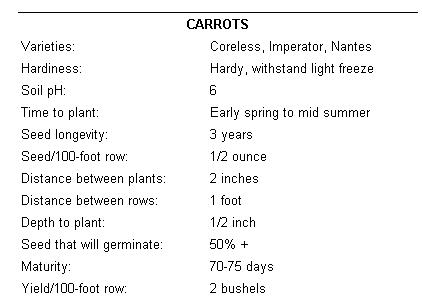 CARROTS
Varieties: Coreless, Imperator, Nantes
Hardiness: Hardy, withstand light freeze
Soil pH: 6
Time to plant: Early spring to mid summer
Seed longevity: 3 years
Seed/100-foot row: 1/2 ounce
Distance between plants: 2 inches
Distance between rows: 1 foot
Depth to plant: 1/2 inch
Seed that will germinate: 50% +
Maturity: 70-75 days
Yield/100-foot row: 2 bushels